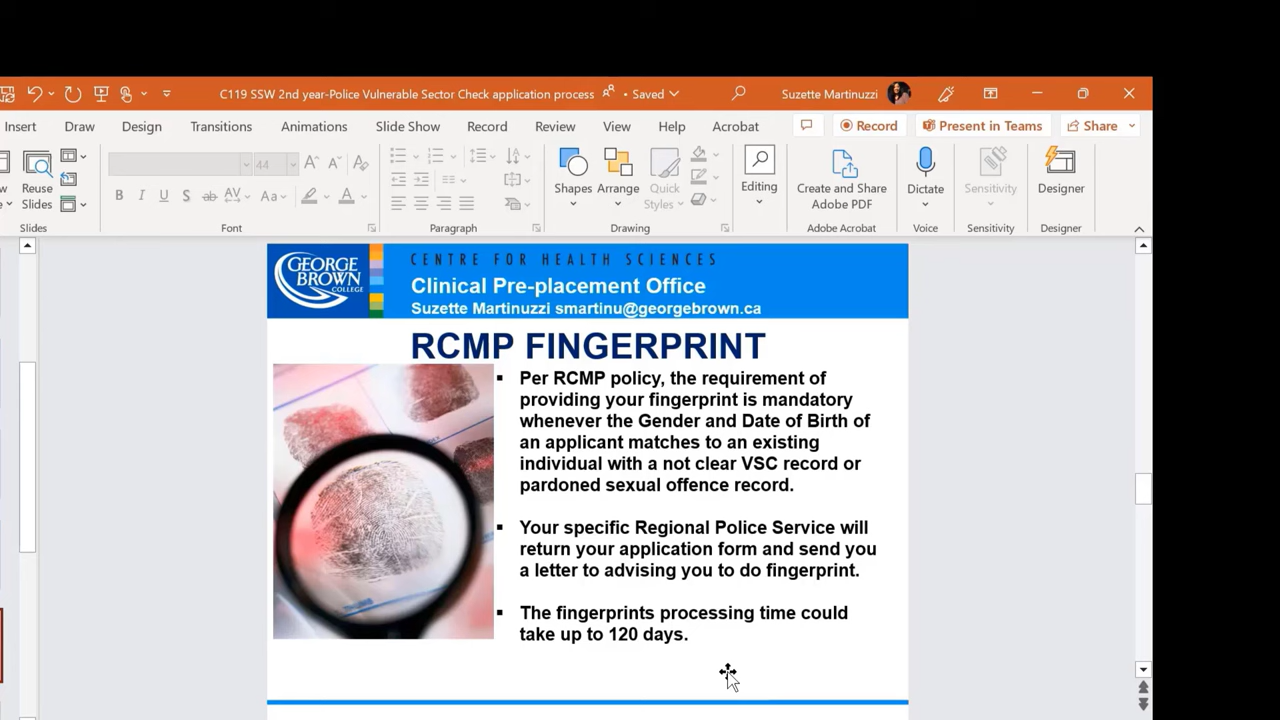 C119 SSW 2nd year-Police Vulnerable Sector Check application process
Saved
Suzette Martinuzzi
Insert Draw Design Transitions Animations Slide Show Record Review View Help Acrobat
Record Present in Teams Share
44
Reuse
Slides
Shapes Arrange Quick
Styles
Editing
Create and Share
Adobe PDF
Dictate
Sensitivity
Designer
Slides Font Paragraph Drawing Adobe Acrobat Voice Sensitivity Designer
GEORGE
BROWN
COLLEGE
CENTRE FOR HEALTH SCIENCES
Clinical Pre-placement Office
Suzette Martinuzzi smartinu@georgebrown.ca
RCMP FINGERPRINT
▪ Per RCMP policy, the requirement of
providing your fingerprint is mandatory
whenever the Gender and Date of Birth of
an applicant matches to an existing
individual with a not clear VSC record or
pardoned sexual offence record.
▪ Your specific Regional Police Service will
return your application form and send you
a letter to advising you to do fingerprint.
▪ The fingerprints processing time could
take up to 120 days.